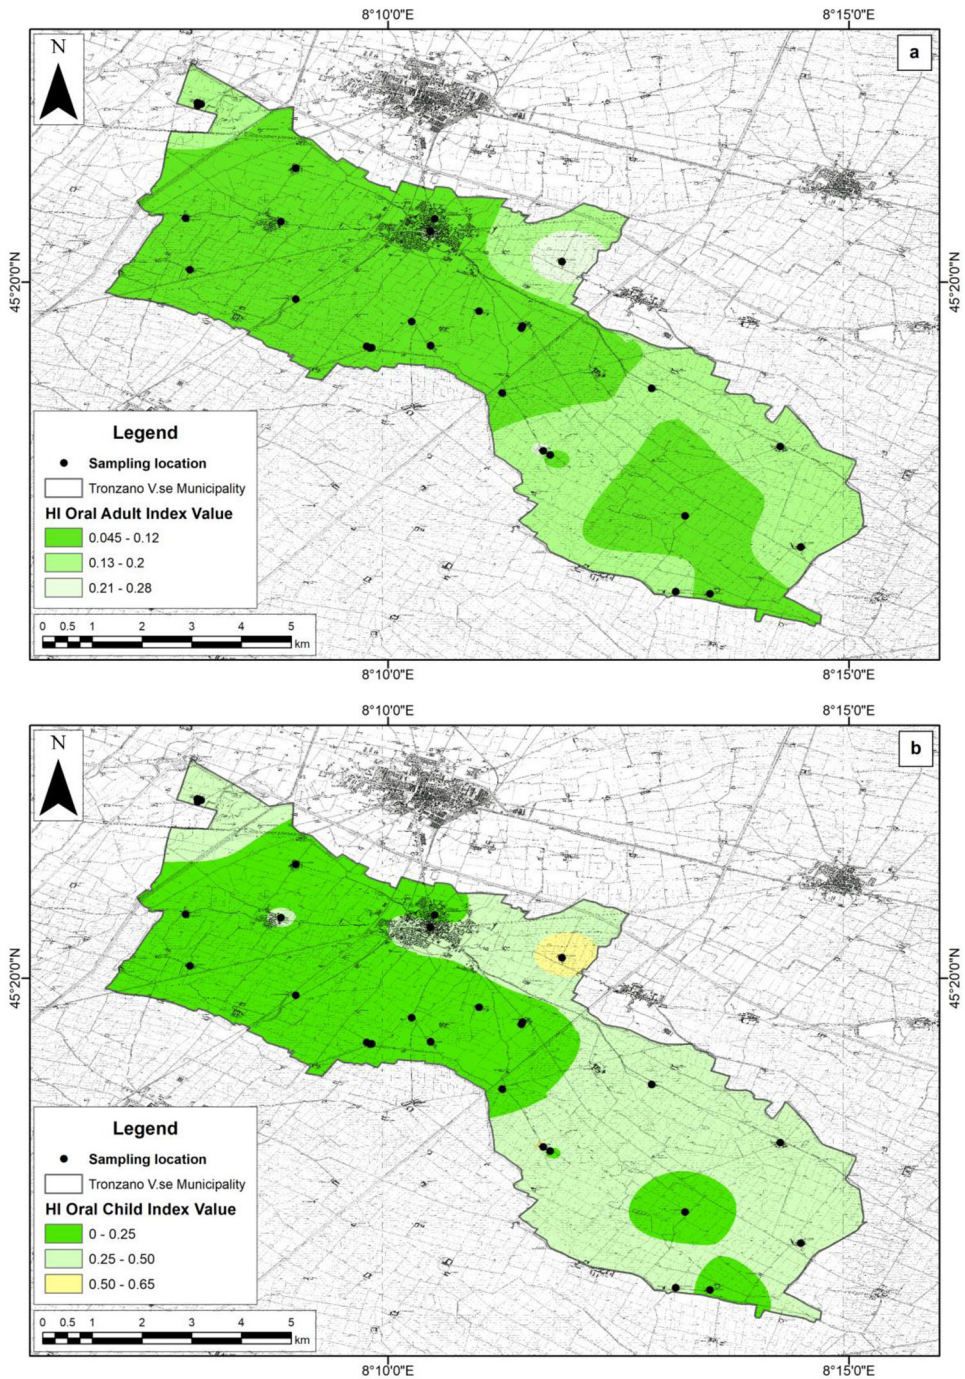 8°10'0"E
8°15'0"E
N
a
45°20'0"N
45°20'0"N
Legend
Sampling location
Tronzano V.se Municipality
HI Oral Adult Index Value
0.045 - 0.12
0.13 - 0.2
0.21 - 0.28
0 0.5 1 2 3 4 5
km
8°10'0"E
8°15'0"E
8°10'0"E
8°15'0"E
N
b
45°20'0"N
45°20'0"N
Legend
Sampling location
Tronzano V.se Municipality
HI Oral Child Index Value
0 - 0.25
0.25 - 0.50
0.50 - 0.65
0 0.5 1 2 3 4 5
km
8°10'0"E
8°15'0"E